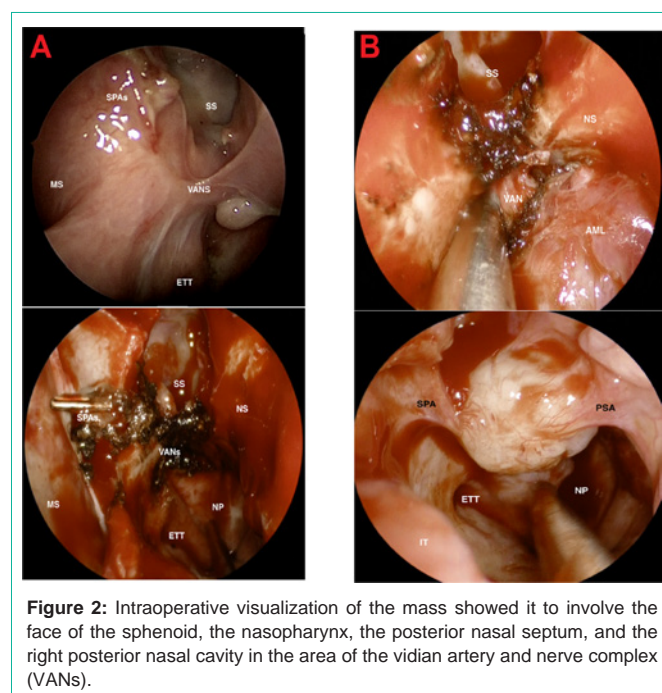 A
SPAs
SS
MS
VANS
ETT
B
SS
NS
VAN
AML
SS
SPAs
NS
VANs
MS
NP
ETT
SPA
PSA
ETT
NP
IT
Figure 2: Intraoperative visualization of the mass showed it to involve the
face of the sphenoid, the nasopharynx, the posterior nasal septum, and the
right posterior nasal cavity in the area of the vidian artery and nerve complex
(VANs).